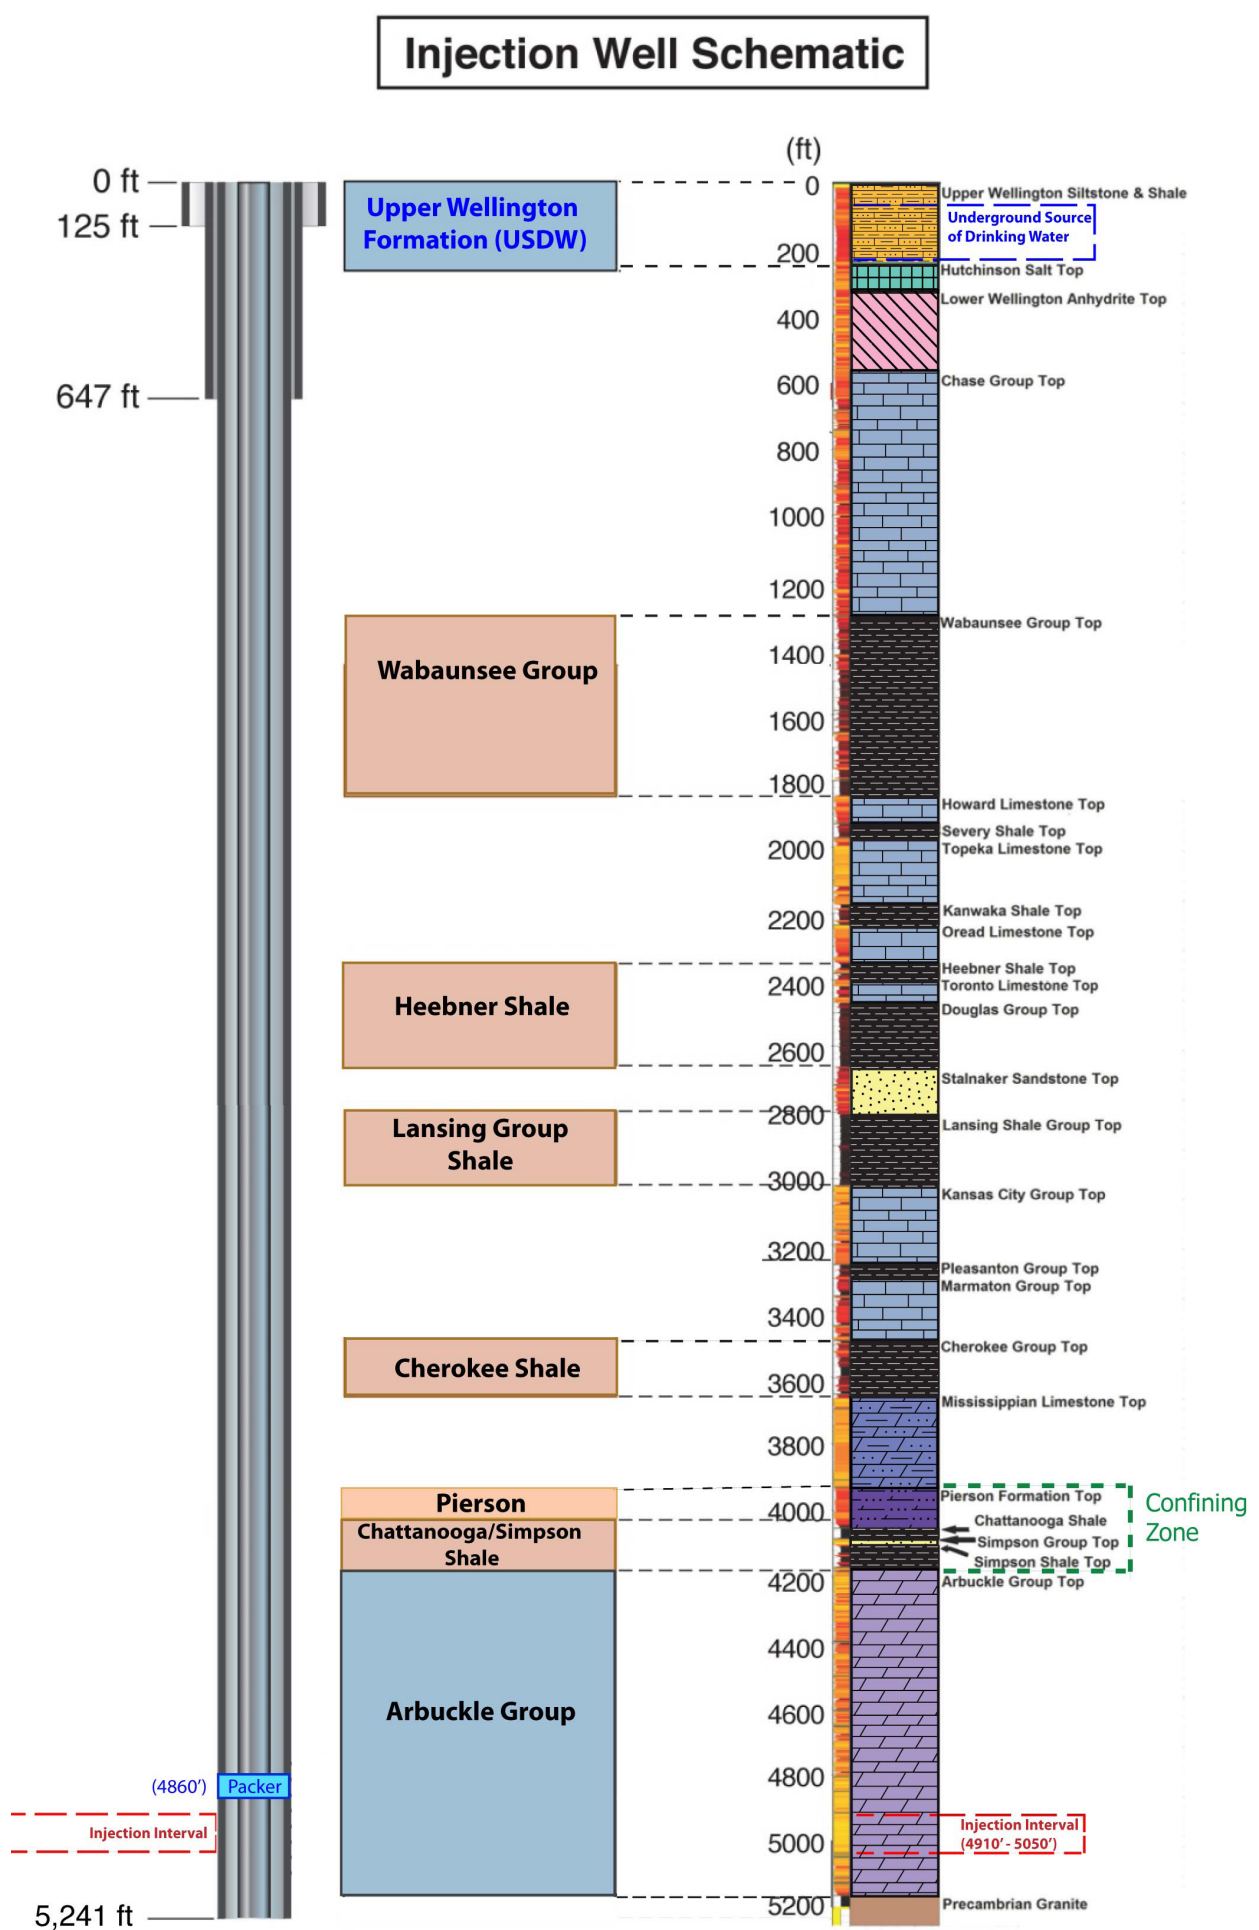 Injection Well Schematic
0 ft
125 ft
647 ft
(4860')
Packer
Injection Interval
5,241 ft
Upper Wellington
Formation (USDW)
Wabaunsee Group
Heebner Shale
Lansing Group
Shale
Cherokee Shale
Pierson
Chattanooga/Simpson
Shale
Arbuckle Group
(ft)
0
200
400
600
800
1000
1200
1400
1600
1800
2000
2200
2400
2600
2800
3000
3200
3400
3600
3800
4000
4200
4400
4600
4800
5000
5200
Upper Wellington Siltstone & Shale
Underground Source
of Drinking Water
Hutchinson Salt Top
Lower Wellington Anhydrite Top
Chase Group Top
Wabaunsee Group Top
Howard Limestone Top
Severy Shale Top
Topeka Limestone Top
Kanwaka Shale Top
Oread Limestone Top
Heebner Shale Top
Toronto Limestone Top
Douglas Group Top
Stalnaker Sandstone Top
Lansing Shale Group Top
Kansas City Group Top
Pleasanton Group Top
Marmaton Group Top
Cherokee Group Top
Mississippian Limestone Top
Pierson Formation Top
Chattanooga Shale
Simpson Group Top
Simpson Shale Top
Confining
Zone
Arbuckle Group Top
Injection Interval
(4910' - 5050')
Precambrian Granite